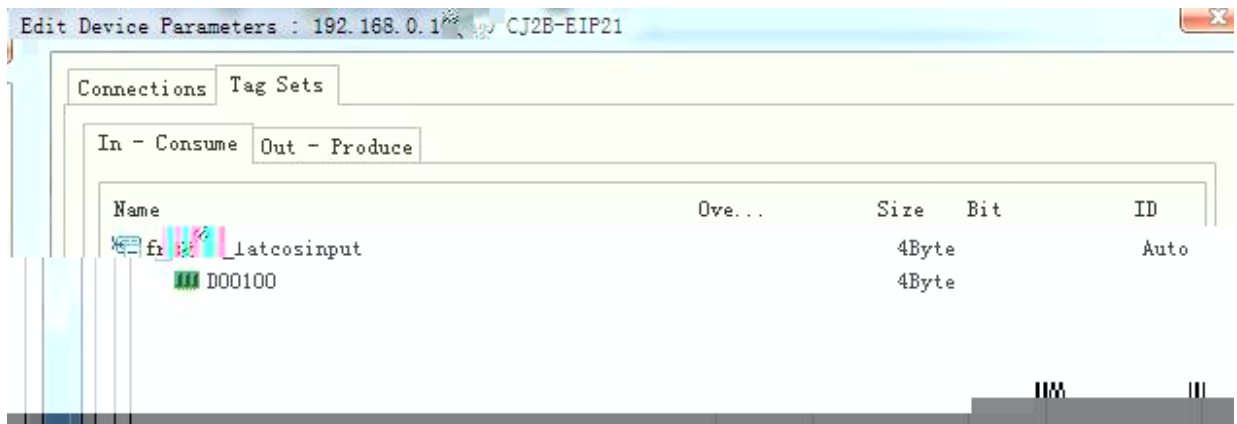 Edit Device Parameters : 192.168.0.1 CJ2B-EIP21
Connections Tag Sets
In - Consume Out - Produce
Name Ove... Size Bit ID
4Byte Auto
D00100 4Byte